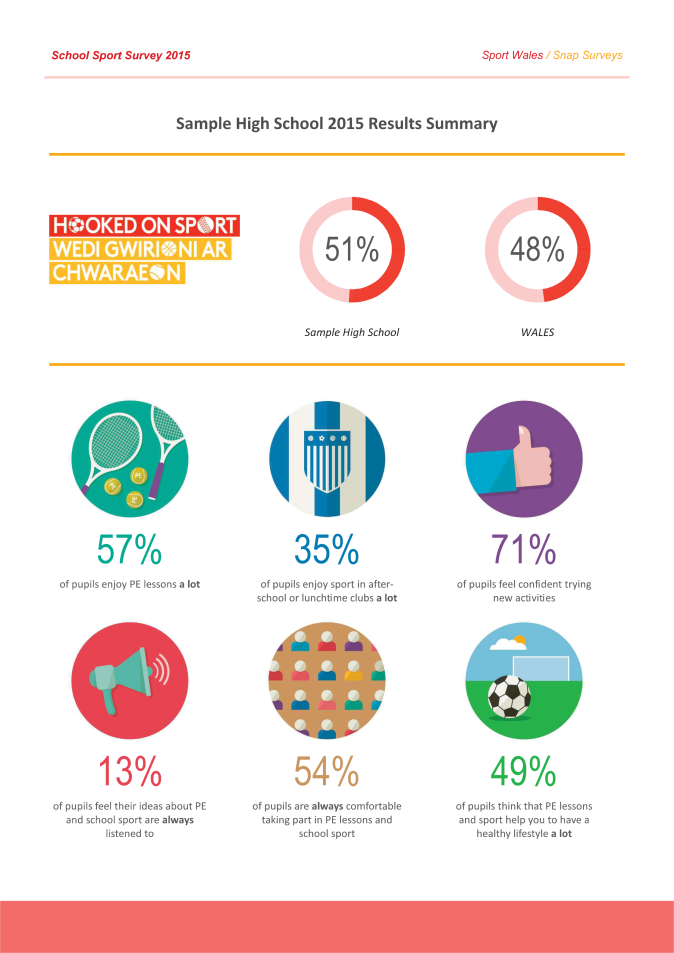 School Sport Survey 2015
Sport Wales / Snap Surveys
Sample High School 2015 Results Summary
HOOKED ON SPORT
WEDI GWIRIONI AR
CHWARAEON
51%
48%
Sample High School
WALES
57%
35%
71%
of pupils enjoy PE lessons a lot
of pupils enjoy sport in after-
school or lunchtime clubs a lot
of pupils feel confident trying
new activities
13%
54%
49%
of pupils feel their ideas about PE
and school sport are always
listened to
of pupils are always comfortable
taking part in PE lessons and
school sport
of pupils think that PE lessons
and sport help you to have a
healthy lifestyle a lot